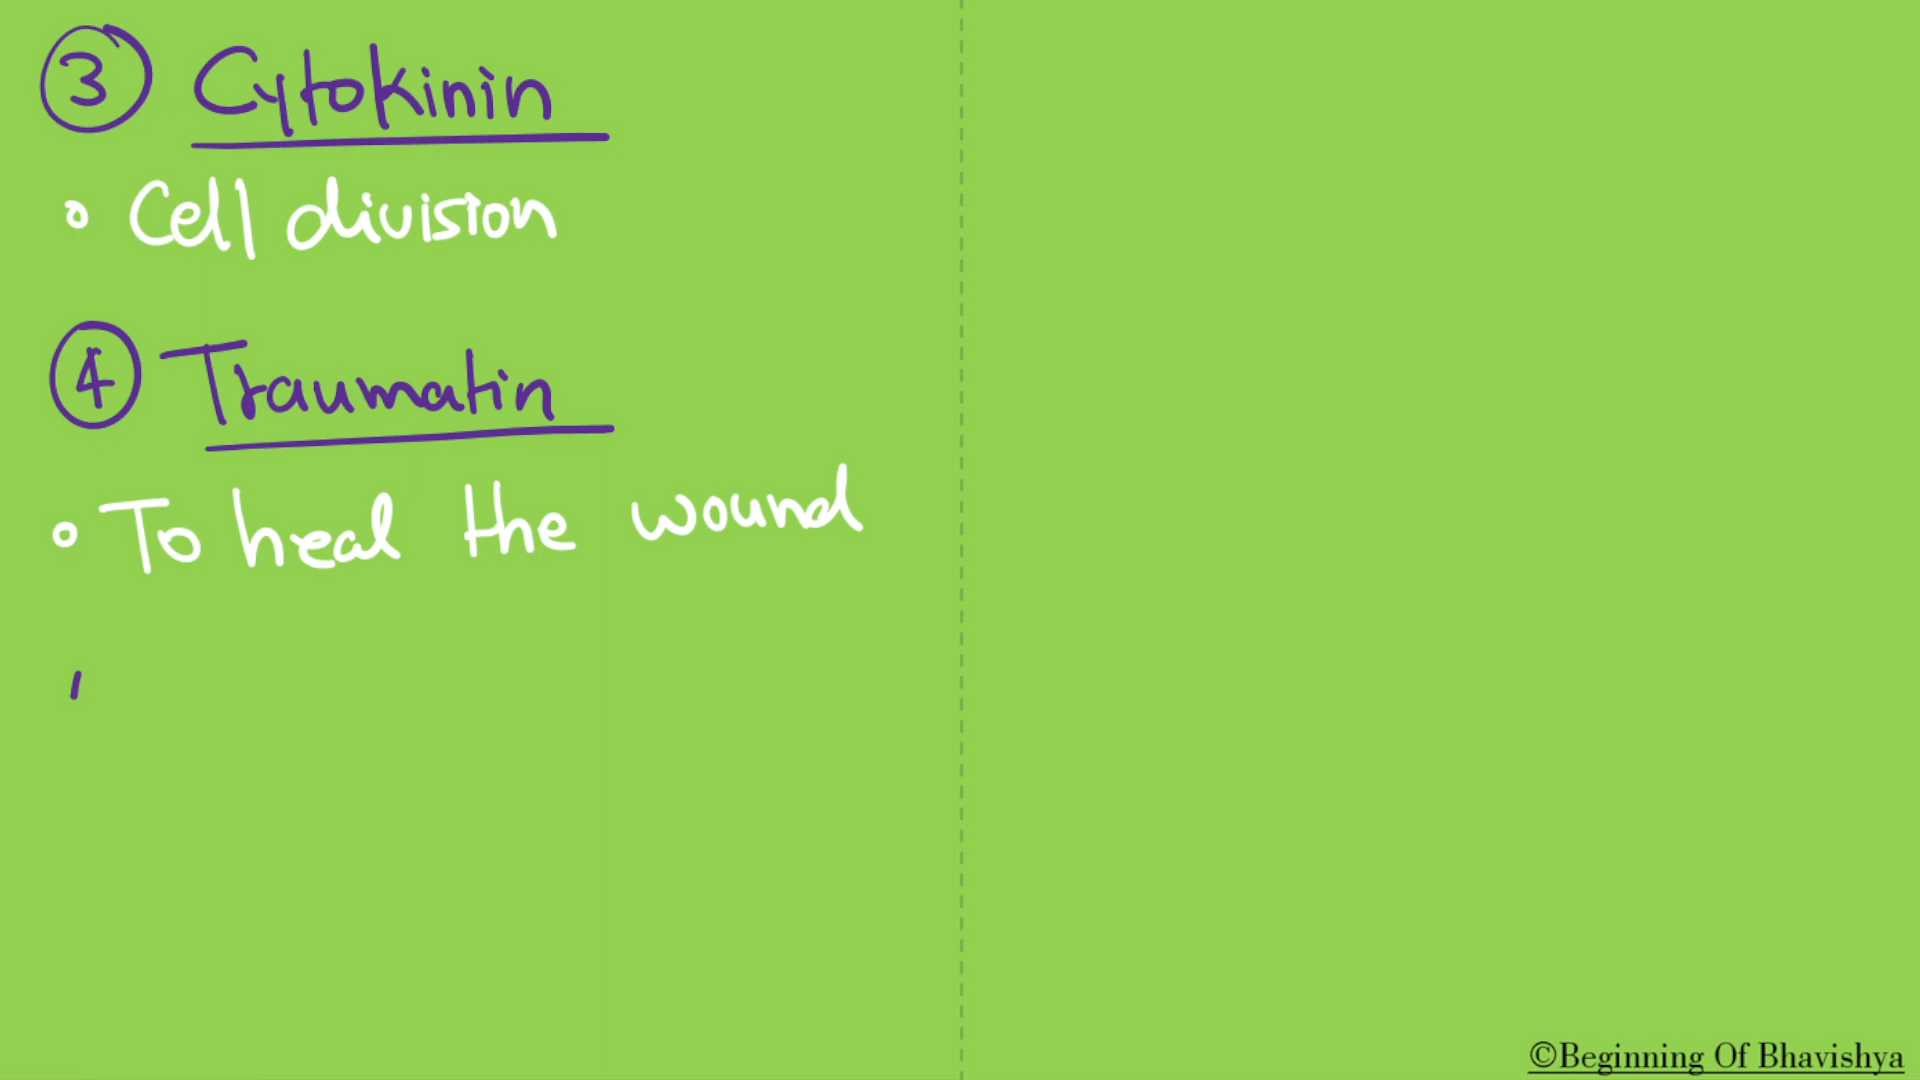 3 Cytokinin
Cell division
4 Traumatin
To heal the wound
©Beginning Of Bhavishya